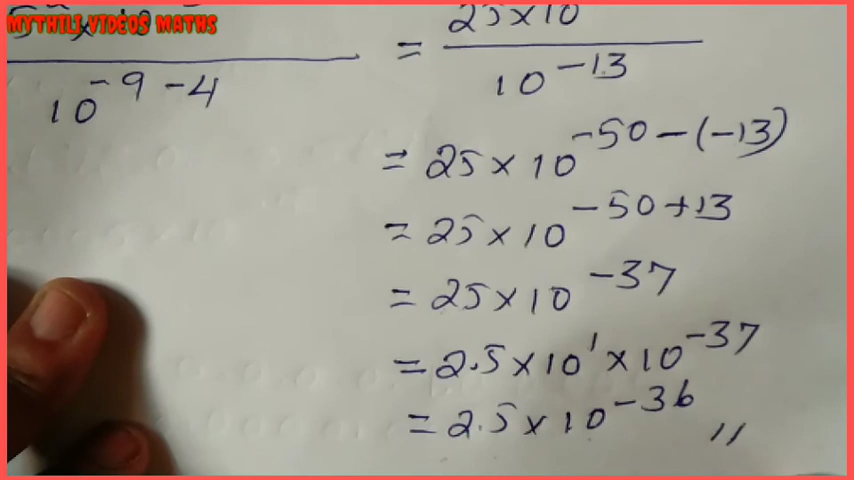 MYTHILI VIDEOS MATHS
= 25×10 / 10^{-13}
10^{-9-4}
= 25×10^{-50-(-13)}
= 25×10^{-50+13}
= 25×10^{-37}
= 2.5×10^{1}×10^{-37}
= 2.5×10^{-36} //